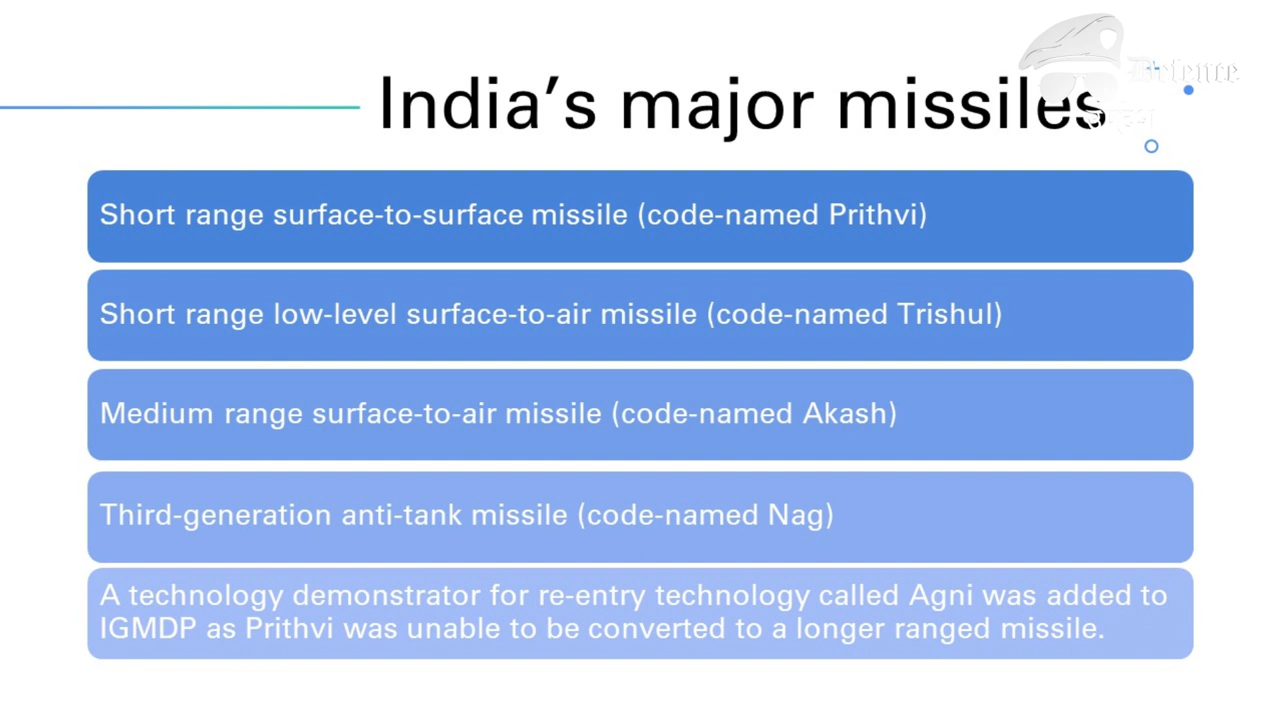 India’s major missiles
Defence
Short range surface-to-surface missile (code-named Prithvi)
Short range low-level surface-to-air missile (code-named Trishul)
Medium range surface-to-air missile (code-named Akash)
Third-generation anti-tank missile (code-named Nag)
A technology demonstrator for re-entry technology called Agni was added to
IGMDP as Prithvi was unable to be converted to a longer ranged missile.